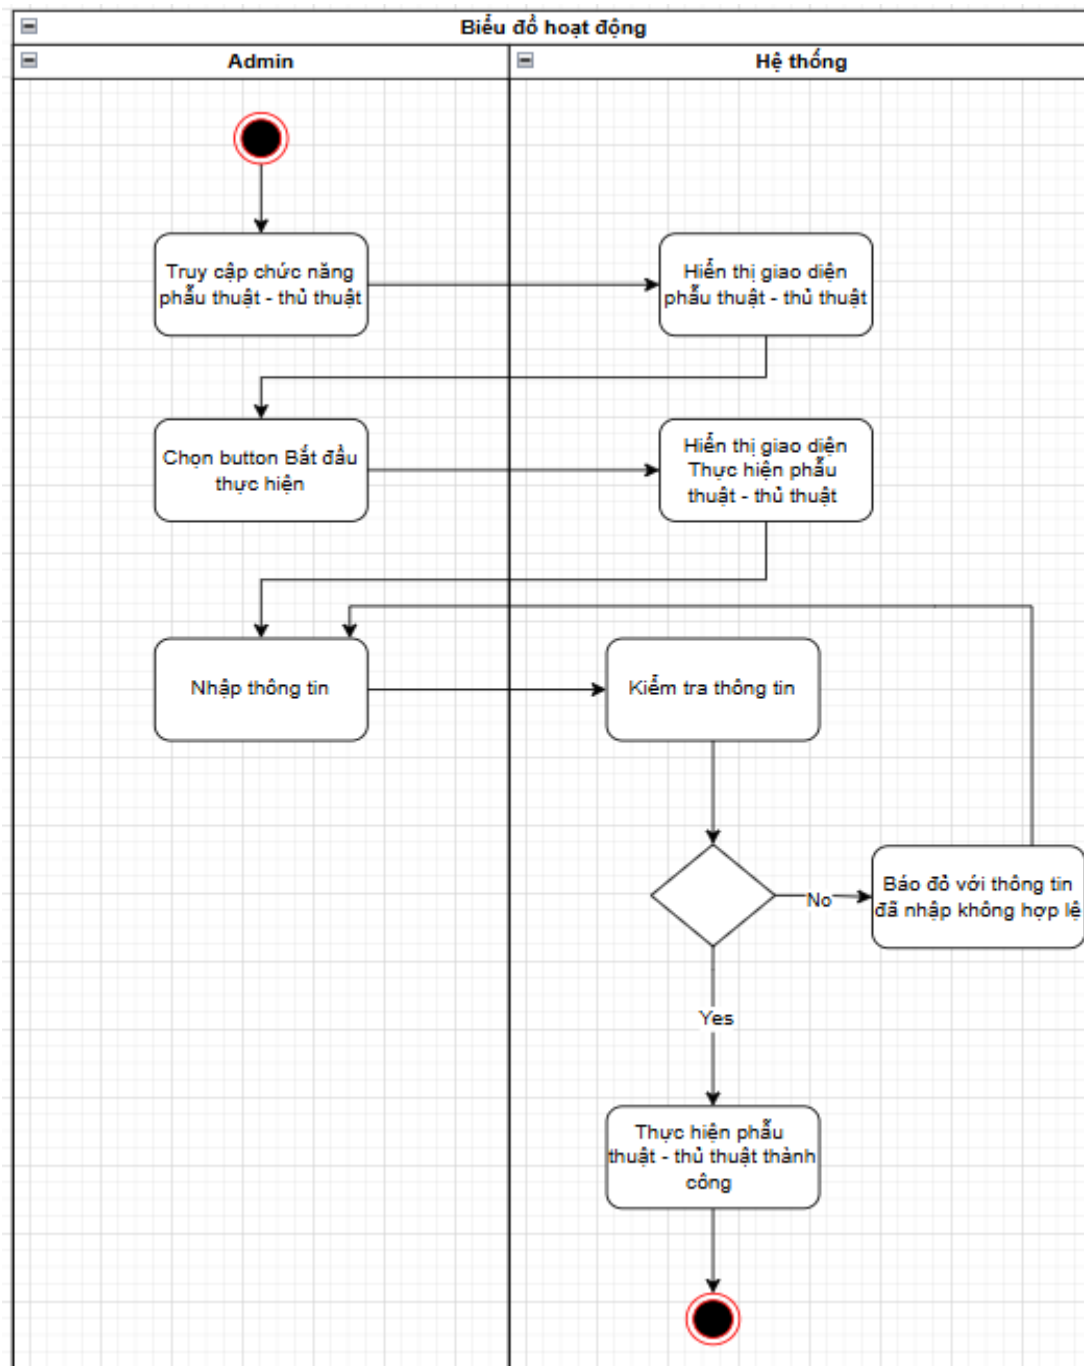 Biểu đồ hoạt động
Admin
Hệ thống
Truy cập chức năng
phẫu thuật - thủ thuật
Hiển thị giao diện
phẫu thuật - thủ thuật
Chọn button Bắt đầu
thực hiện
Hiển thị giao diện
Thực hiện phẫu
thuật - thủ thuật
Nhập thông tin
Kiểm tra thông tin
No
Báo đỏ với thông tin
đã nhập không hợp lệ
Yes
Thực hiện phẫu
thuật - thủ thuật thành
công